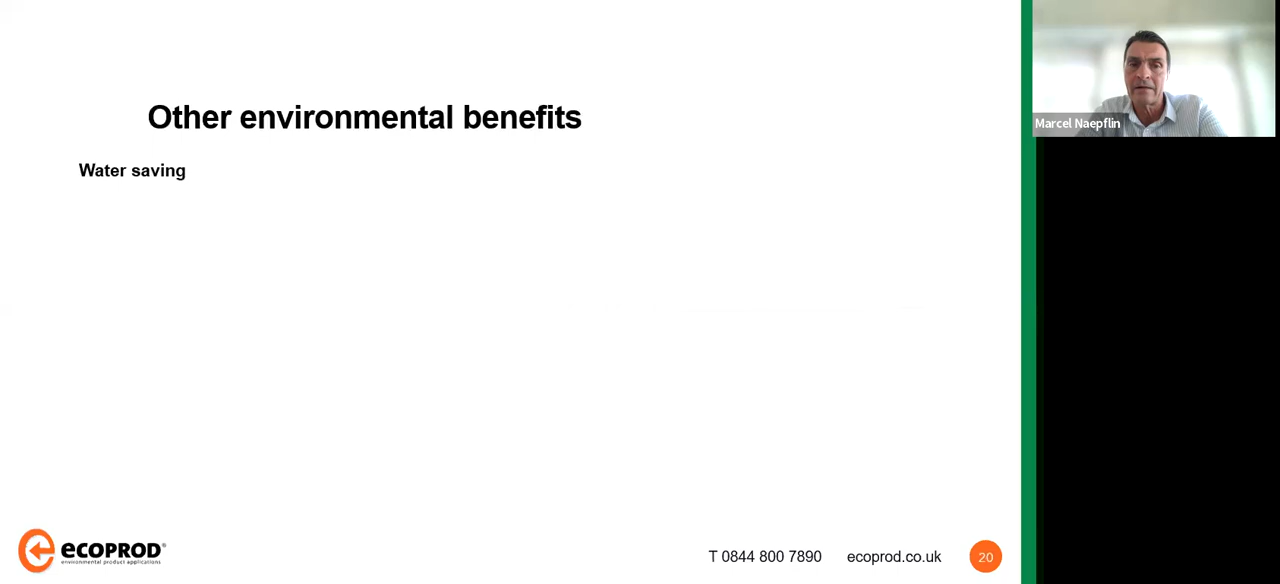 Other environmental benefits
Marcel Naepflin
Water saving
ecoprod®
environmental product applications
T 0844 800 7890 ecoprod.co.uk 20